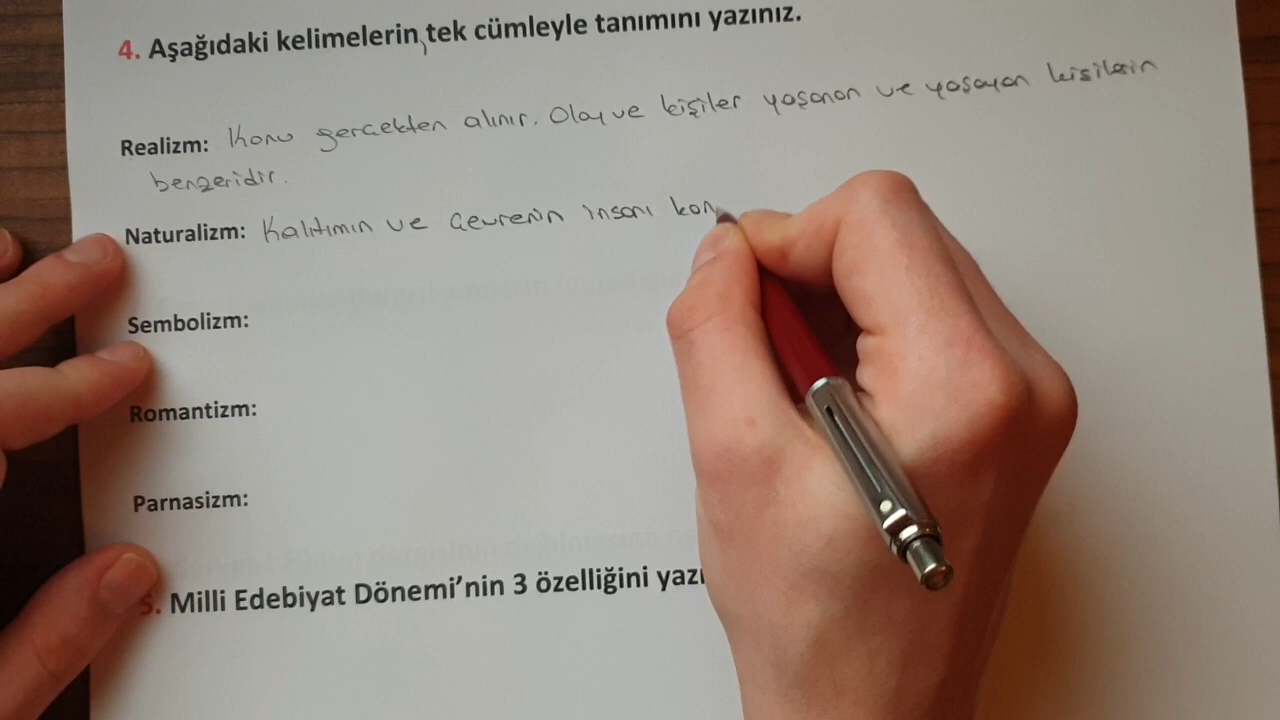 4. Aşağıdaki kelimelerin, tek cümleyle tanımını yazınız.
Realizm: Konu gerçekten alınır. Olay ve kişiler yaşanan ve yaşayan kişilerin
benzeridir.
Naturalizm: Kalıtımın ve çevrenin insanı kon
Sembolizm:
Romantizm:
Parnasizm:
5. Milli Edebiyat Dönemi'nin 3 özelliğini yazı